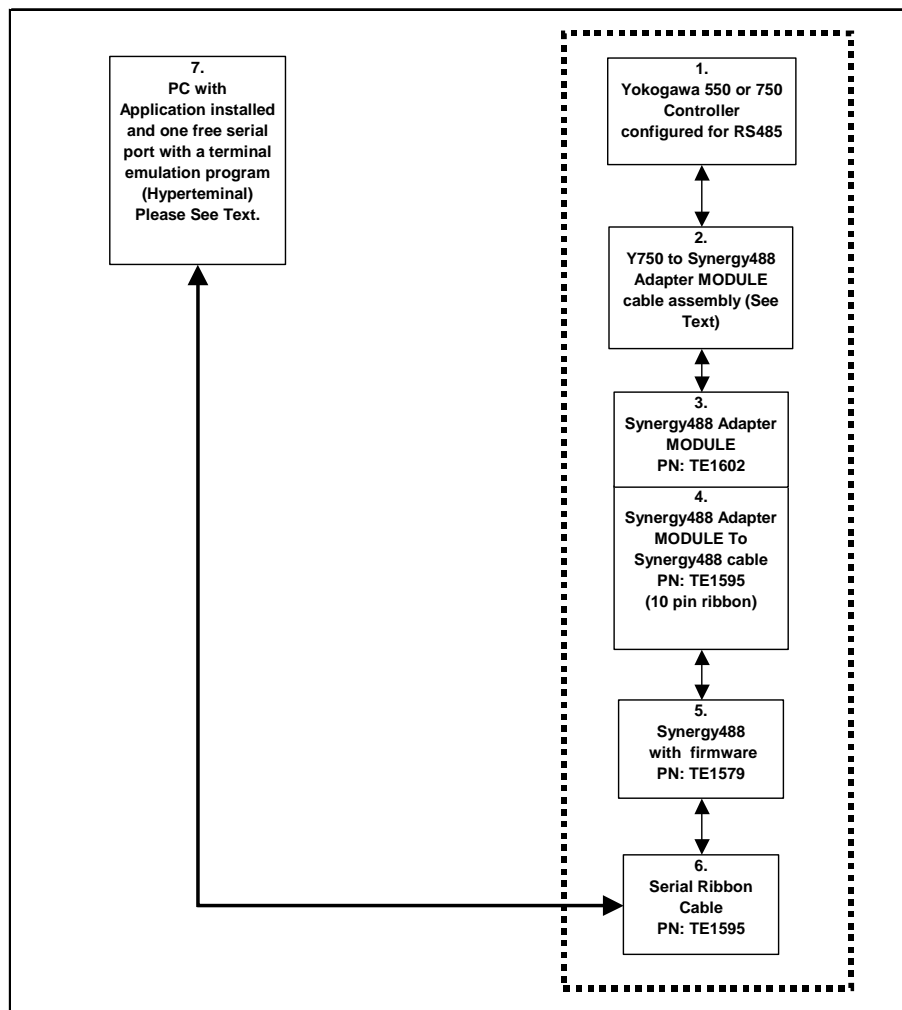 7.
PC with
Application installed
and one free serial
port with a terminal
emulation program
(Hyperteminal)
Please See Text.
1.
Yokogawa 550 or 750
Controller
configured for RS485
2.
Y750 to Synergy488
Adapter MODULE
cable assembly (See
Text)
3.
Synergy488 Adapter
MODULE
PN: TE1602
4.
Synergy488 Adapter
MODULE To
Synergy488 cable
PN: TE1595
(10 pin ribbon)
5.
Synergy488
with firmware
PN: TE1579
6.
Serial Ribbon
Cable
PN: TE1595